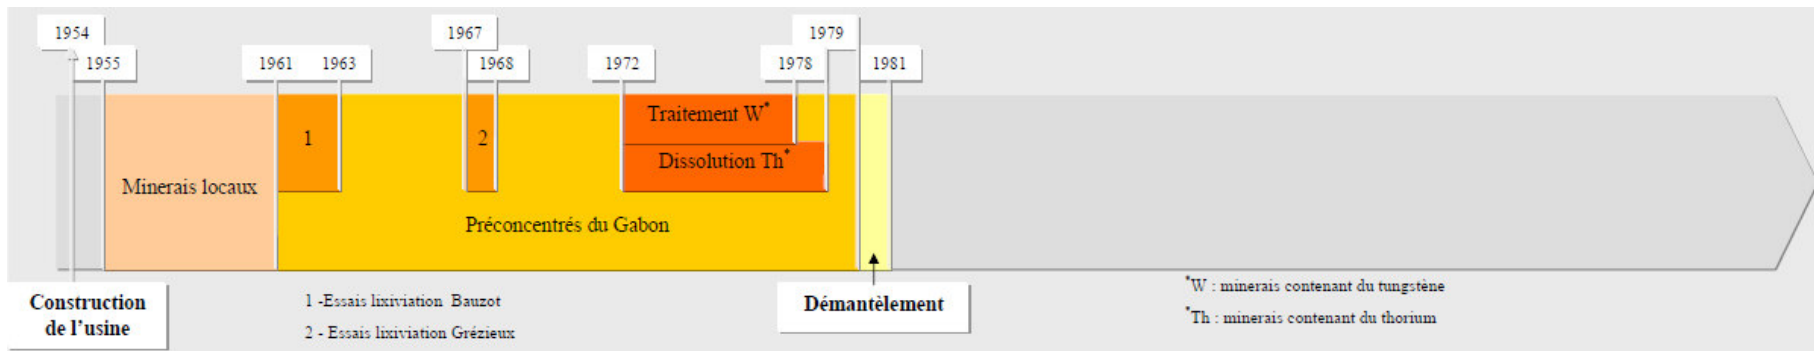 1954
1967
1979
1955
1961
1963
1968
1972
1978
1981
Traitement W*
1
2
Dissolution Th*
Minerais locaux
Préconcentrés du Gabon
Construction
de l'usine
1 -Essais lixiviation Bauzot
2 - Essais lixiviation Grézieux
Démantèlement
*W : minerais contenant du tungstène
*Th : minerais contenant du thorium